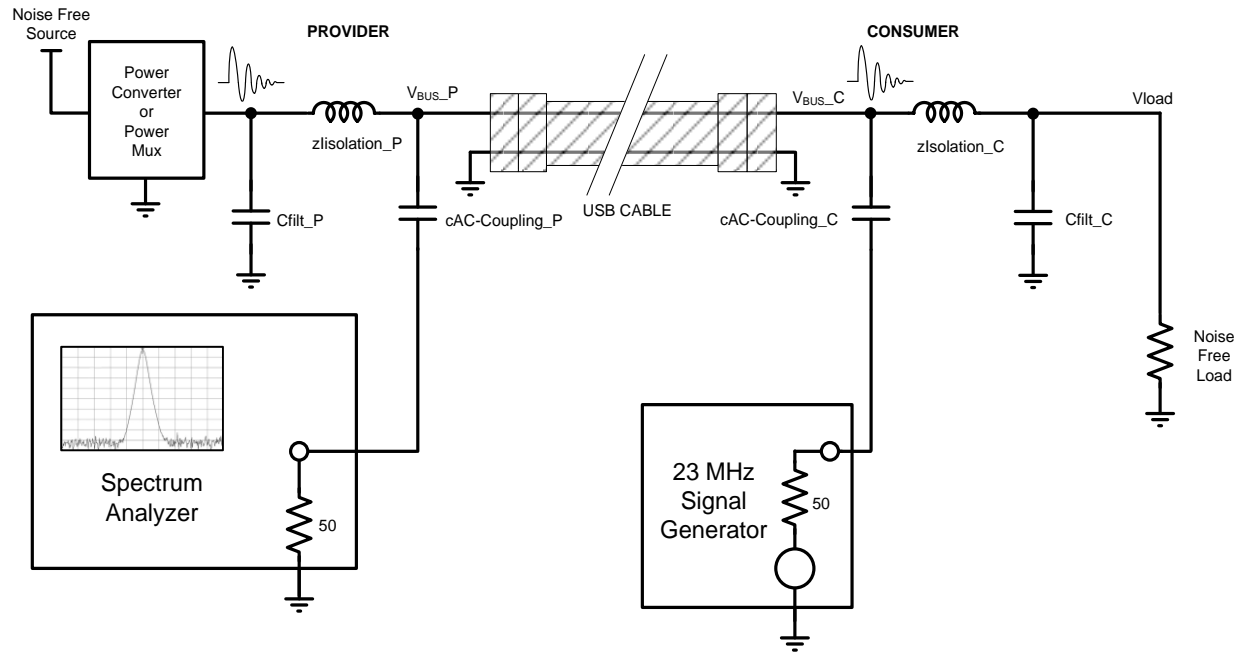 Noise Free
Source
PROVIDER
CONSUMER
Power
Converter
or
Power
Mux
VBUS_P
VBUS_C
Vload
zIisolation_P
zIsolation_C
Cfilt_P
cAC-Coupling_P
USB CABLE
cAC-Coupling_C
Cfilt_C
Noise
Free
Load
Spectrum
Analyzer
50
23 MHz
Signal
Generator
50